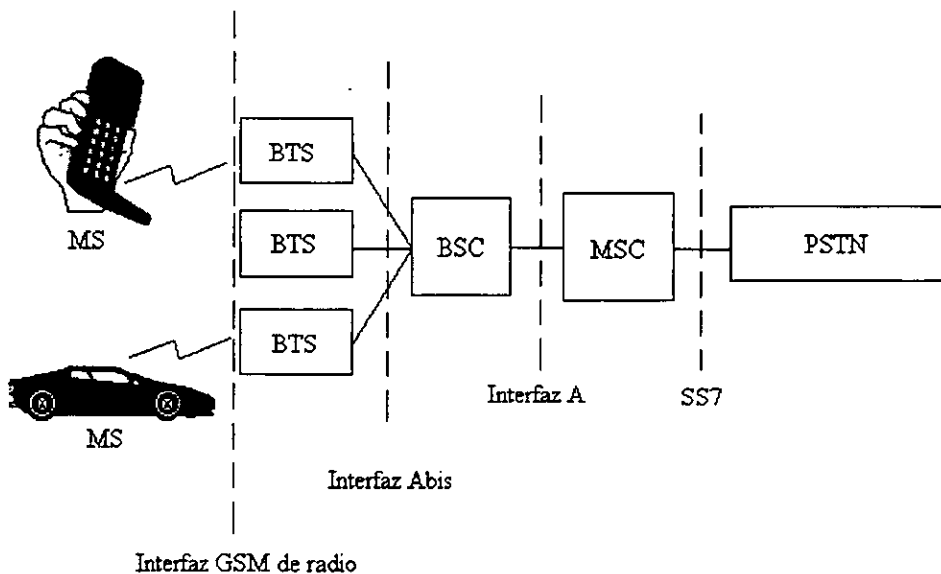 BTS
MS
BTS
BSC
MSC
PSTN
BTS
MS
Interfaz A
SS7
Interfaz Abis
Interfaz GSM de radio